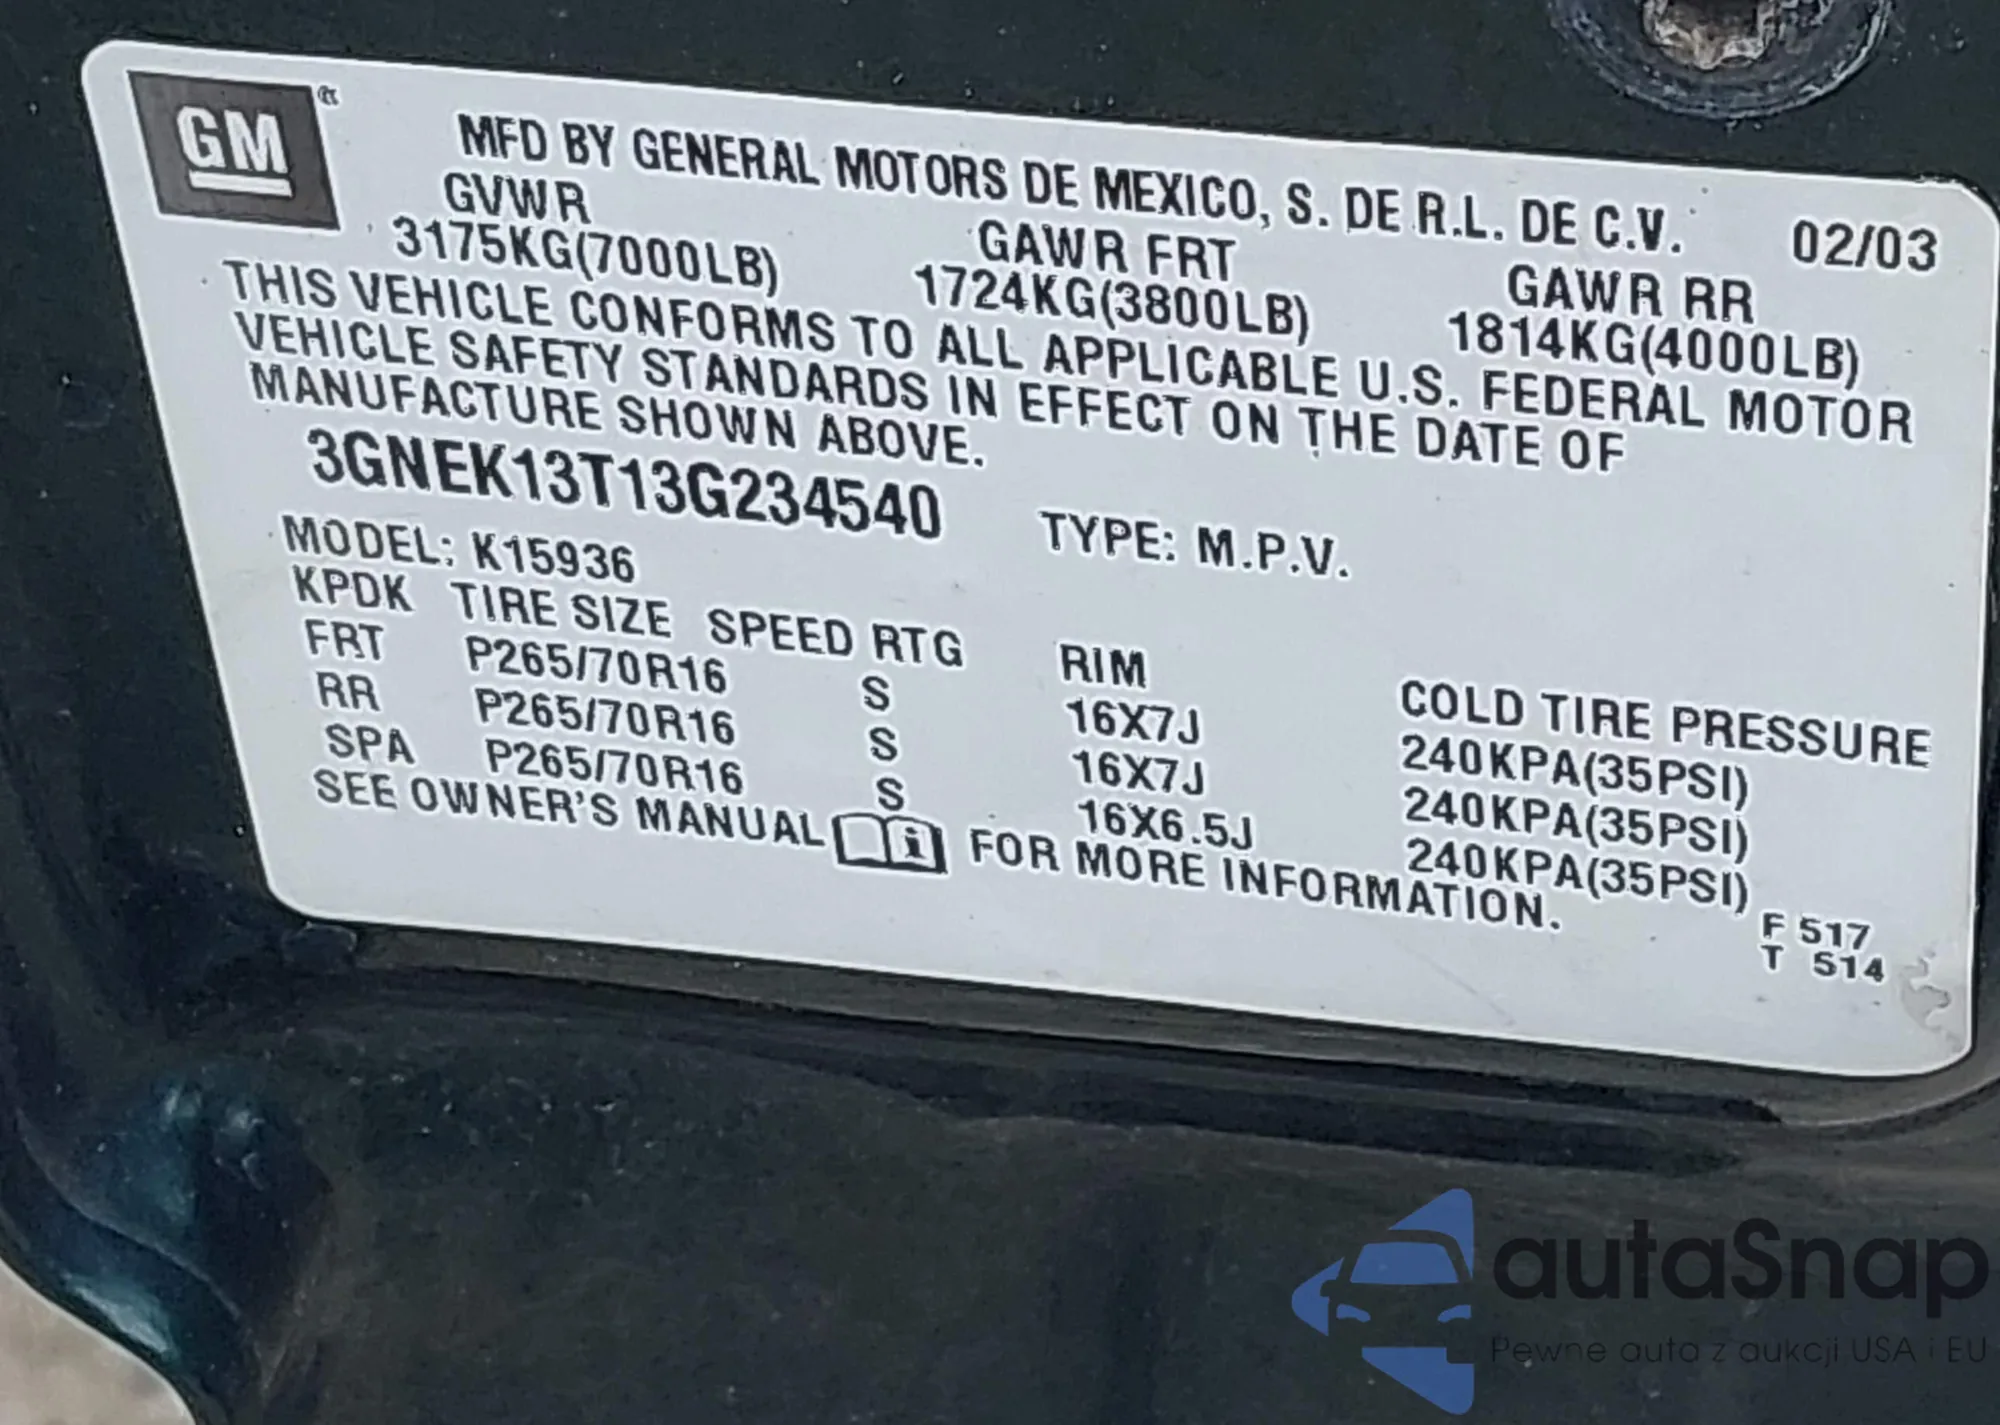 GM
MFD BY GENERAL MOTORS DE MEXICO, S. DE R.L. DE C.V. 02/03
GVWR GAWR FRT GAWR RR
3175KG(7000LB) 1724KG(3800LB) 1814KG(4000LB)
THIS VEHICLE CONFORMS TO ALL APPLICABLE U.S. FEDERAL MOTOR
VEHICLE SAFETY STANDARDS IN EFFECT ON THE DATE OF
MANUFACTURE SHOWN ABOVE.
3GNEK13T13G234540 TYPE: M.P.V.
MODEL: K15936
KPDK TIRE SIZE SPEED RTG RIM COLD TIRE PRESSURE
FRT P265/70R16 S 16X7J 240KPA(35PSI)
RR P265/70R16 S 16X7J 240KPA(35PSI)
SPA P265/70R16 S 16X6.5J 240KPA(35PSI)
SEE OWNER'S MANUAL FOR MORE INFORMATION.
F 517
T 514
autaSnap
Pewne auta z aukcji USA i EU